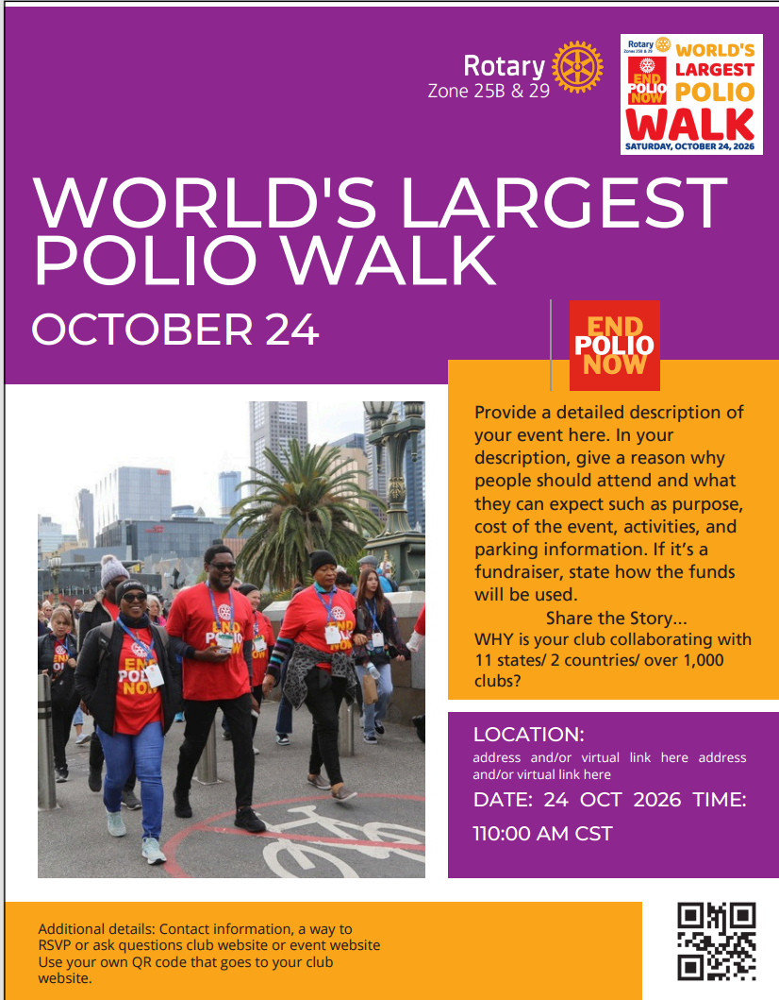 Rotary
Zone 25B & 29
Rotary
Zones 25B & 29
END
POLIO
NOW
WORLD'S
LARGEST
POLIO
WALK
SATURDAY, OCTOBER 24, 2026
WORLD'S LARGEST
POLIO WALK
OCTOBER 24
END
POLIO
NOW
Provide a detailed description of
your event here. In your
description, give a reason why
people should attend and what
they can expect such as purpose,
cost of the event, activities, and
parking information. If it's a
fundraiser, state how the funds
will be used.
Share the Story...
WHY is your club collaborating with
11 states/ 2 countries/ over 1,000
clubs?
LOCATION:
address and/or virtual link here address
and/or virtual link here
DATE: 24 OCT 2026 TIME:
110:00 AM CST
Additional details: Contact information, a way to
RSVP or ask questions club website or event website
Use your own QR code that goes to your club
website.